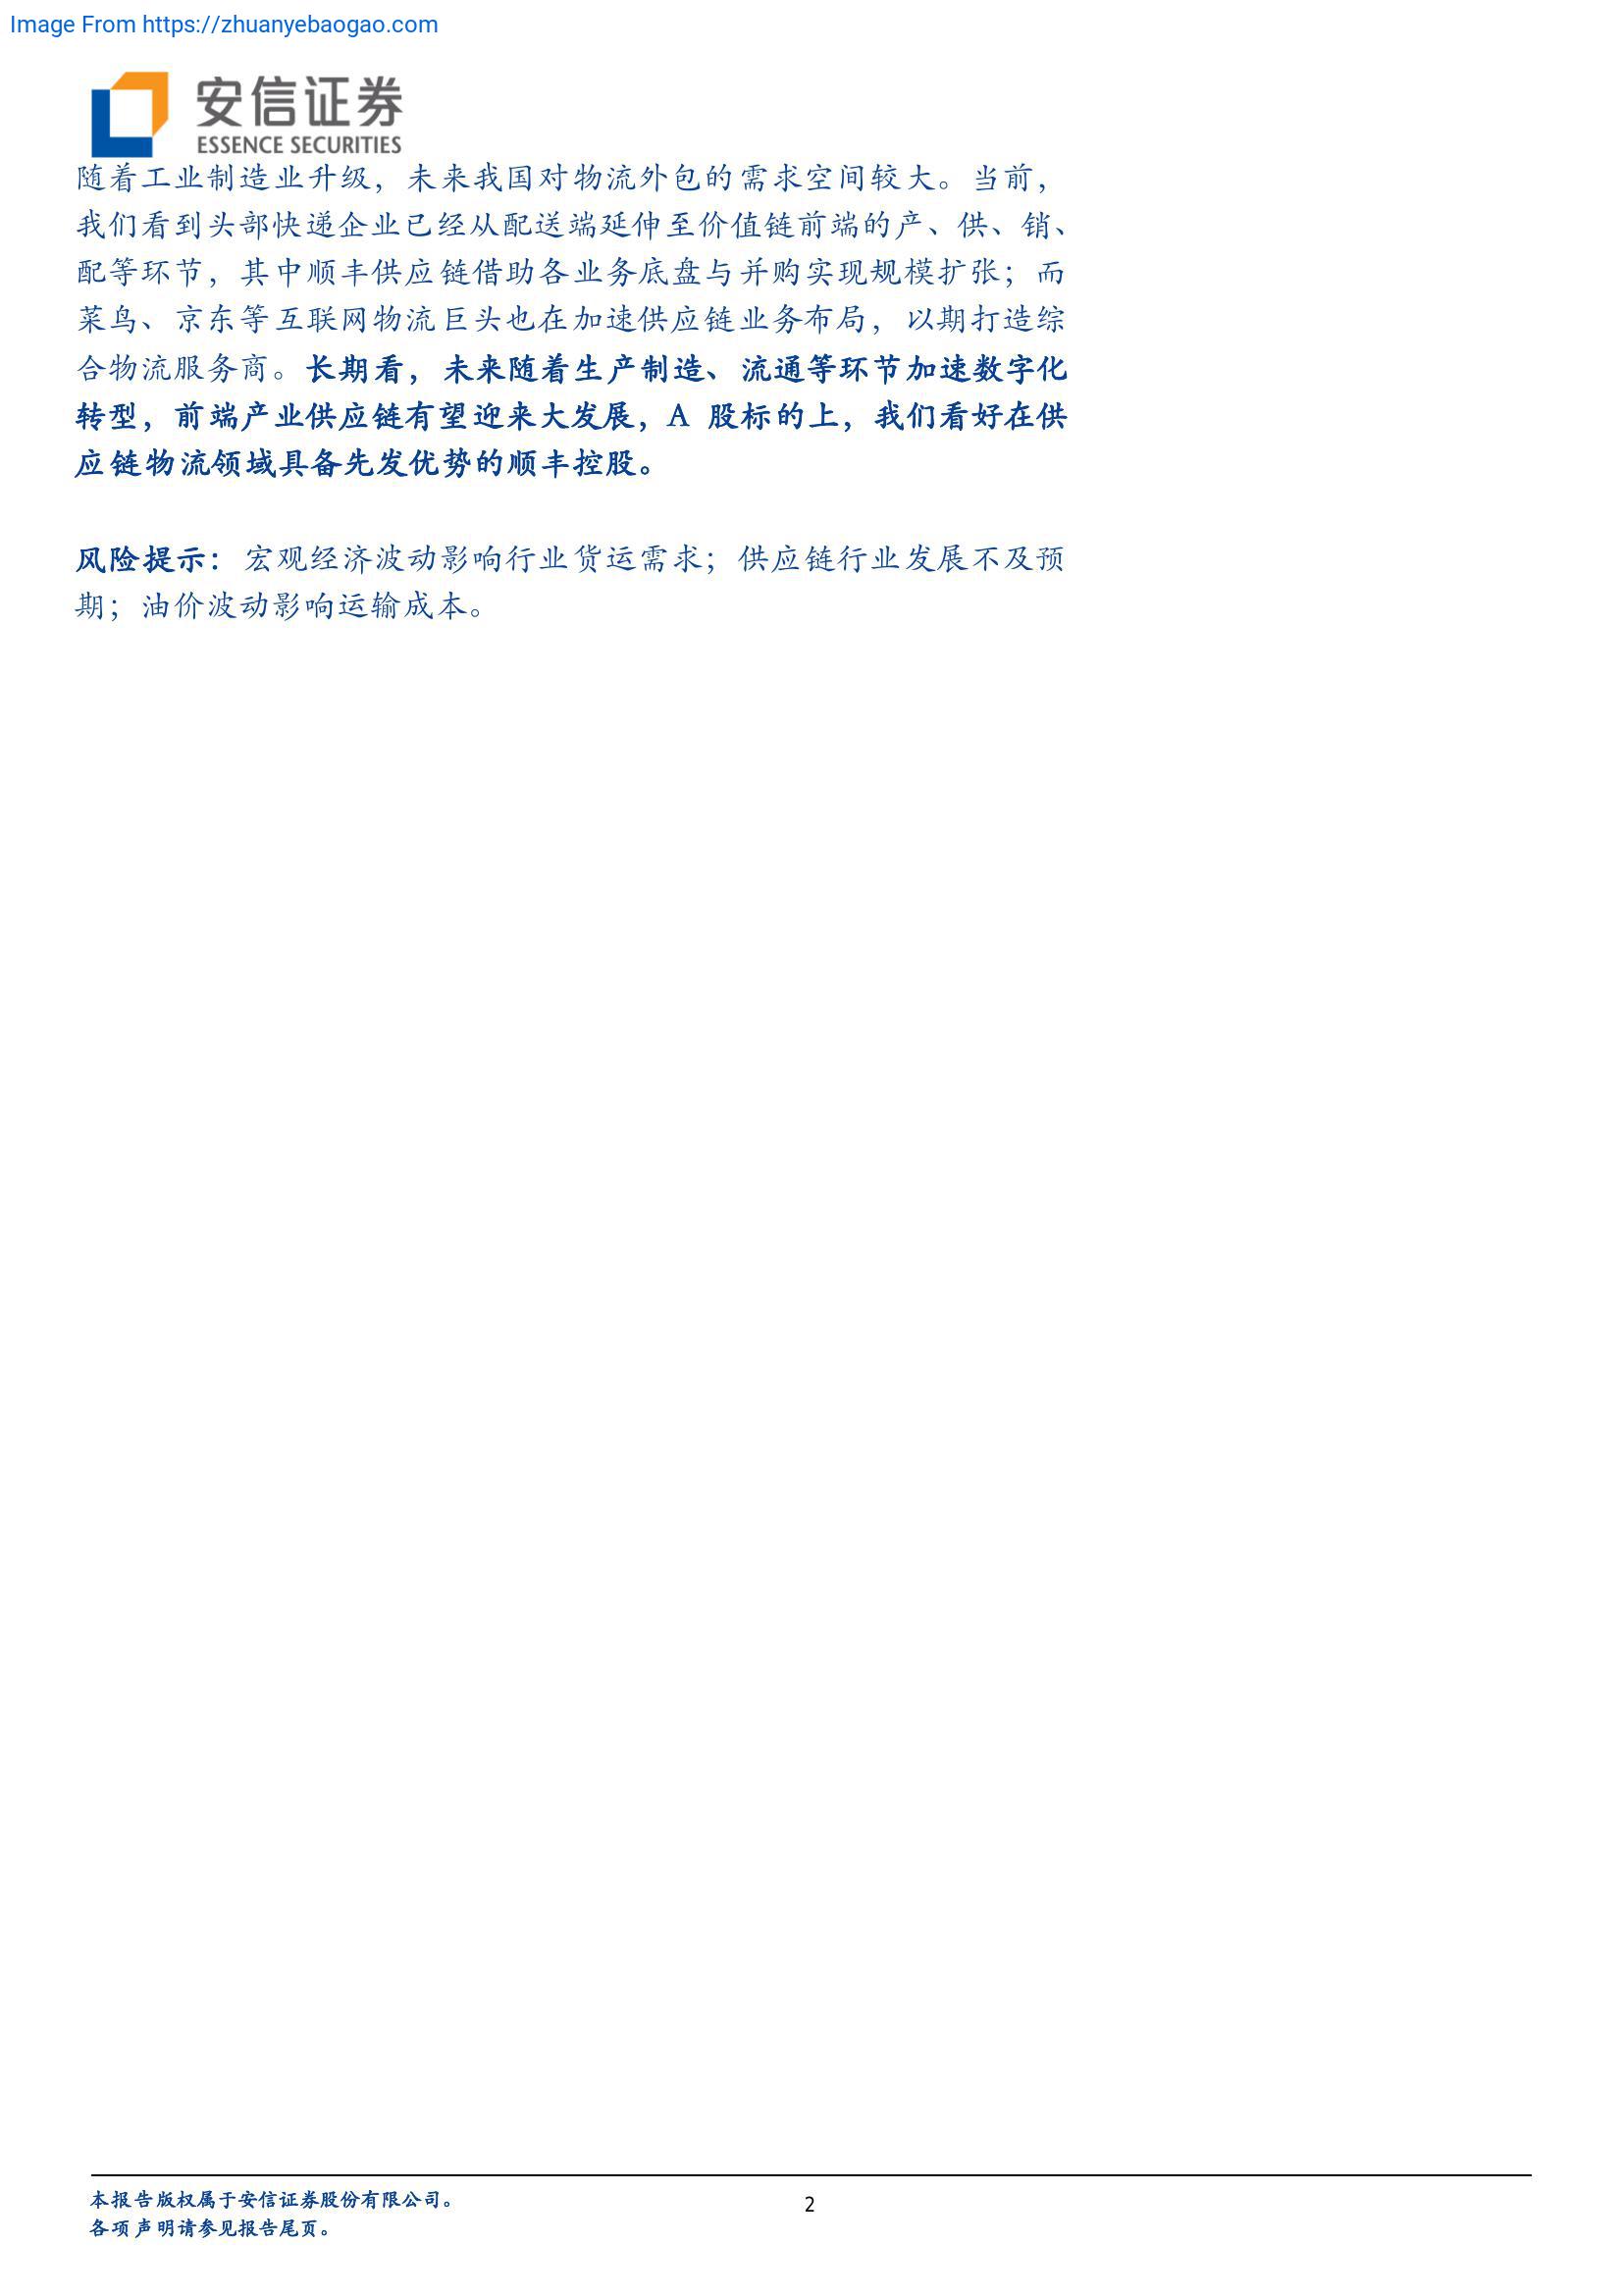 Image From https://zhuanyebaogao.com
安信证券
ESSENCE SECURITIES
随着工业制造业升级，未来我国对物流外包的需求空间较大。当前，
我们看到头部快递企业已经从配送端延伸至价值链前端的产、供、销、
配等环节，其中顺丰供应链借助各业务底盘与并购实现规模扩张；而
菜鸟、京东等互联网物流巨头也在加速供应链业务布局，以期打造综
合物流服务商。长期看，未来随着生产制造、流通等环节加速数字化
转型，前端产业供应链有望迎来大发展，A 股标的上，我们看好在供
应链物流领域具备先发优势的顺丰控股。
风险提示：宏观经济波动影响行业货运需求；供应链行业发展不及预
期；油价波动影响运输成本。
本报告版权属于安信证券股份有限公司。
2
各项声明请参见报告尾页。